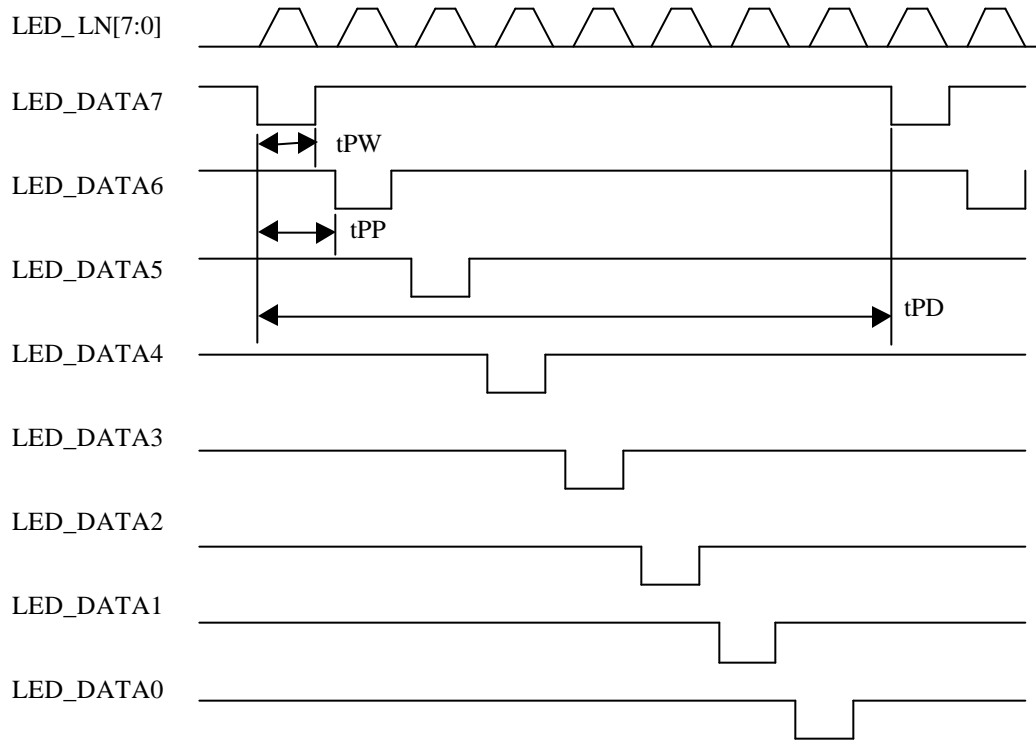 LED_LN[7:0]
LED_DATA7
tPW
LED_DATA6
tPP
LED_DATA5
tPD
LED_DATA4
LED_DATA3
LED_DATA2
LED_DATA1
LED_DATA0